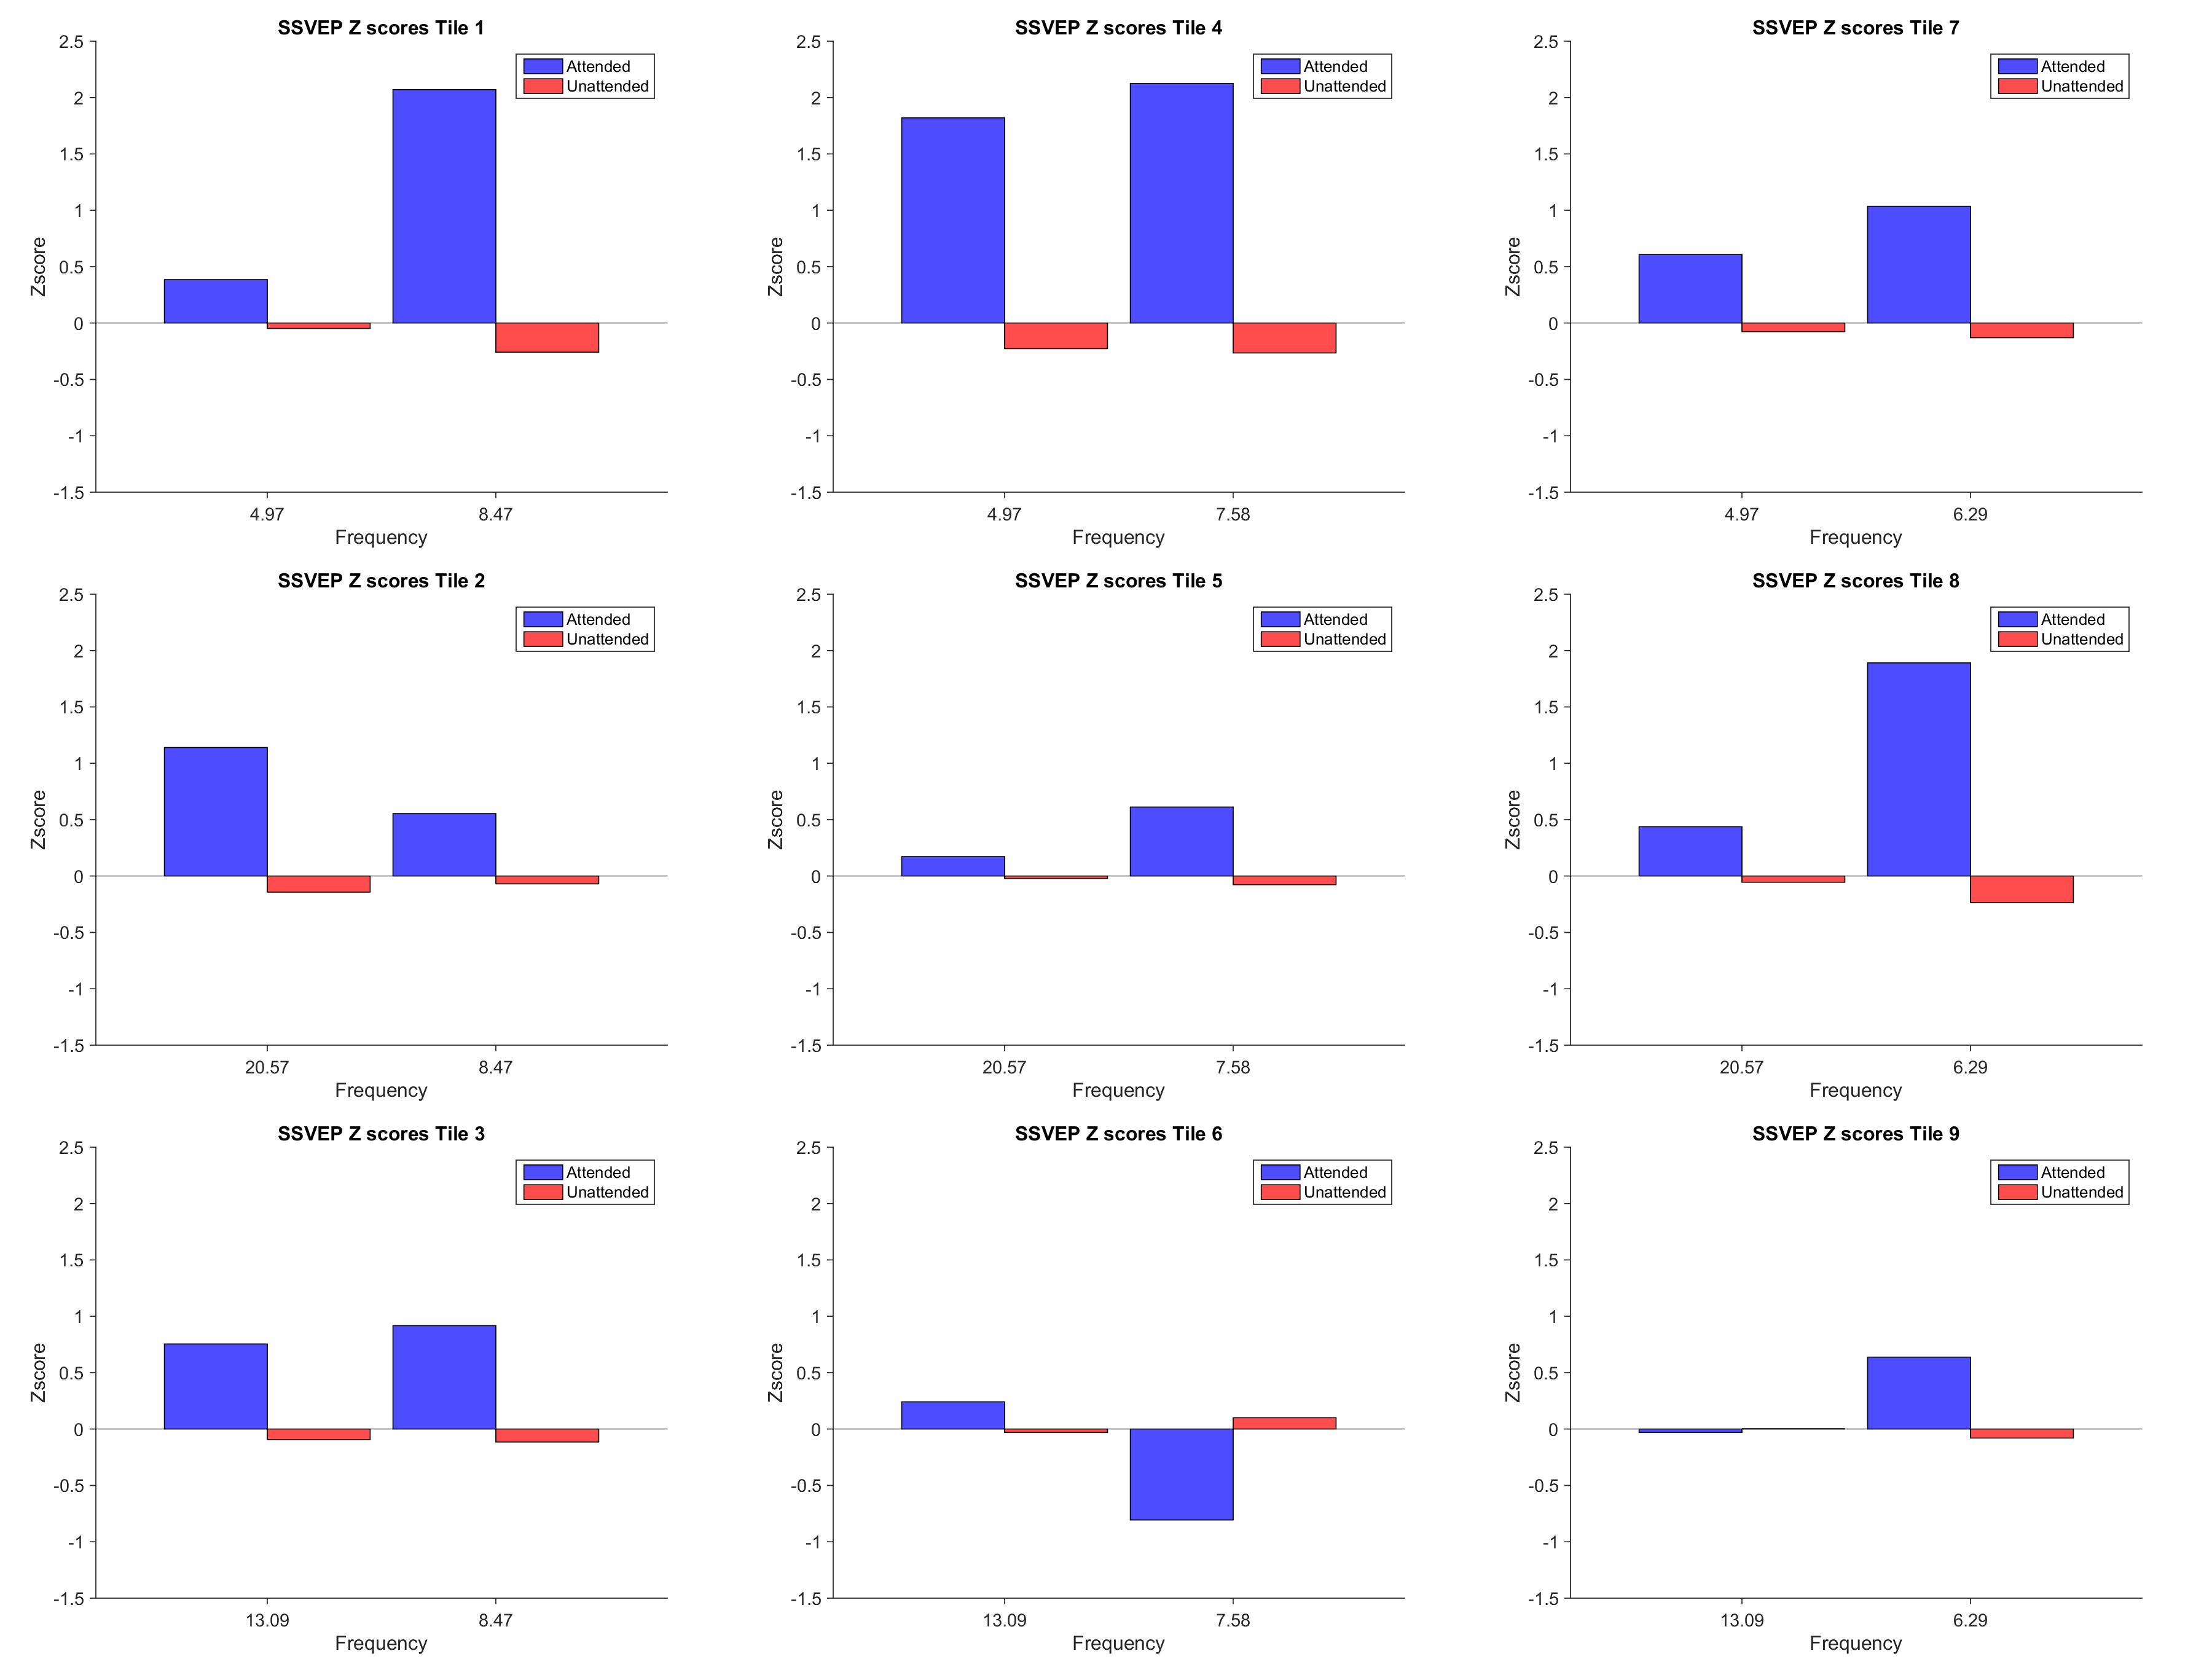 SSVEP Z scores Tile 1
2.5
2
1.5
1
0.5
0
-0.5
-1
-1.5
Zscore
Attended
Unattended
4.97 8.47
Frequency
SSVEP Z scores Tile 4
2.5
2
1.5
1
0.5
0
-0.5
-1
-1.5
Zscore
Attended
Unattended
4.97 7.58
Frequency
SSVEP Z scores Tile 7
2.5
2
1.5
1
0.5
0
-0.5
-1
-1.5
Zscore
Attended
Unattended
4.97 6.29
Frequency
SSVEP Z scores Tile 2
2.5
2
1.5
1
0.5
0
-0.5
-1
-1.5
Zscore
Attended
Unattended
20.57 8.47
Frequency
SSVEP Z scores Tile 5
2.5
2
1.5
1
0.5
0
-0.5
-1
-1.5
Zscore
Attended
Unattended
20.57 7.58
Frequency
SSVEP Z scores Tile 8
2.5
2
1.5
1
0.5
0
-0.5
-1
-1.5
Zscore
Attended
Unattended
20.57 6.29
Frequency
SSVEP Z scores Tile 3
2.5
2
1.5
1
0.5
0
-0.5
-1
-1.5
Zscore
Attended
Unattended
13.09 8.47
Frequency
SSVEP Z scores Tile 6
2.5
2
1.5
1
0.5
0
-0.5
-1
-1.5
Zscore
Attended
Unattended
13.09 7.58
Frequency
SSVEP Z scores Tile 9
2.5
2
1.5
1
0.5
0
-0.5
-1
-1.5
Zscore
Attended
Unattended
13.09 6.29
Frequency